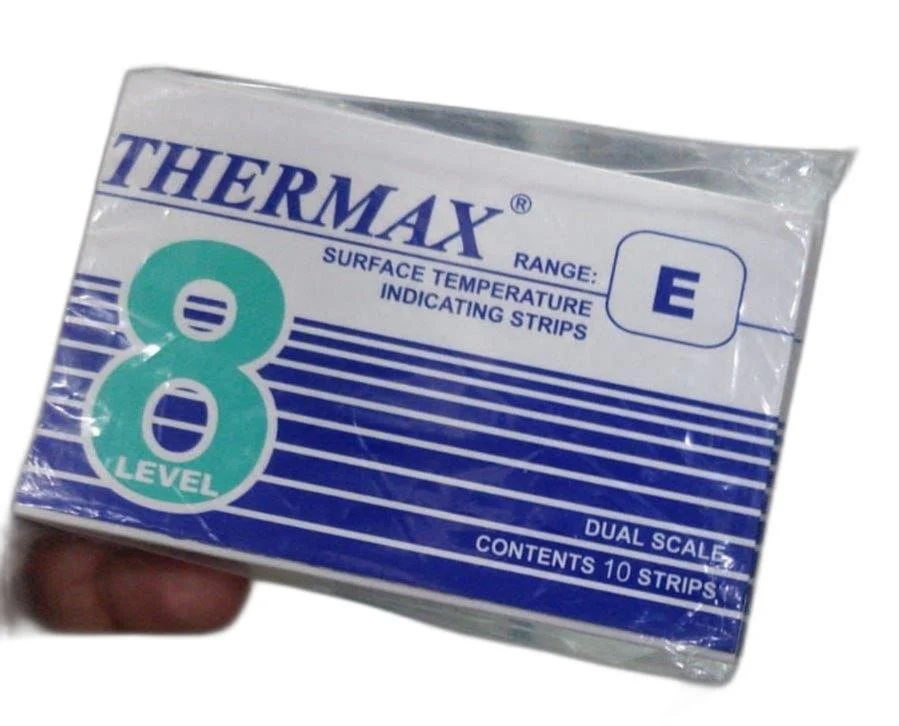 THERMAX®
RANGE: E
SURFACE TEMPERATURE
INDICATING STRIPS
8
LEVEL
DUAL SCALE
CONTENTS 10 STRIPS